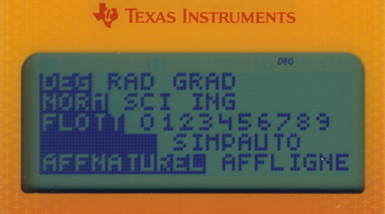 TEXAS INSTRUMENTS
DEG
DEG RAD GRAD
NORM SCI ING
FLOTT 0123456789
SIMPAUTO
AFFNATUREL AFFLIGNE